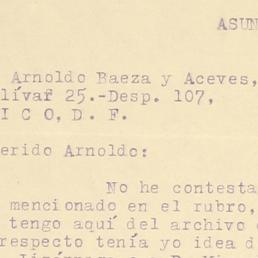 ASUN
Arnoldo Baeza y Aceves,
lívar 25.-Desp. 107,
ICO, D. F.
erido Arnoldo:
No he contesta
mencionado en el rubro,
tengo aquí del archivo
respecto tenía yo idea d